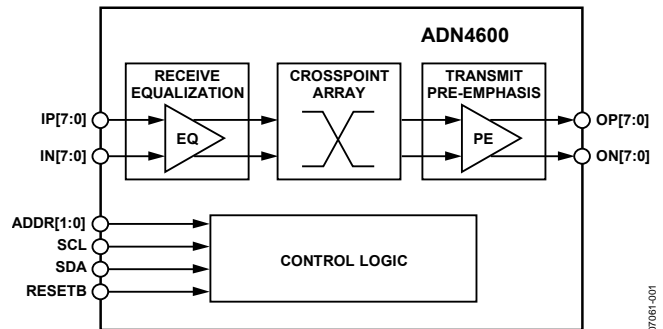 ADN4600
RECEIVE
EQUALIZATION
CROSSPOINT
ARRAY
TRANSMIT
PRE-EMPHASIS
IP[7:0]
IN[7:0]
EQ
PE
OP[7:0]
ON[7:0]
ADDR[1:0]
SCL
SDA
RESETB
CONTROL LOGIC
07061-001